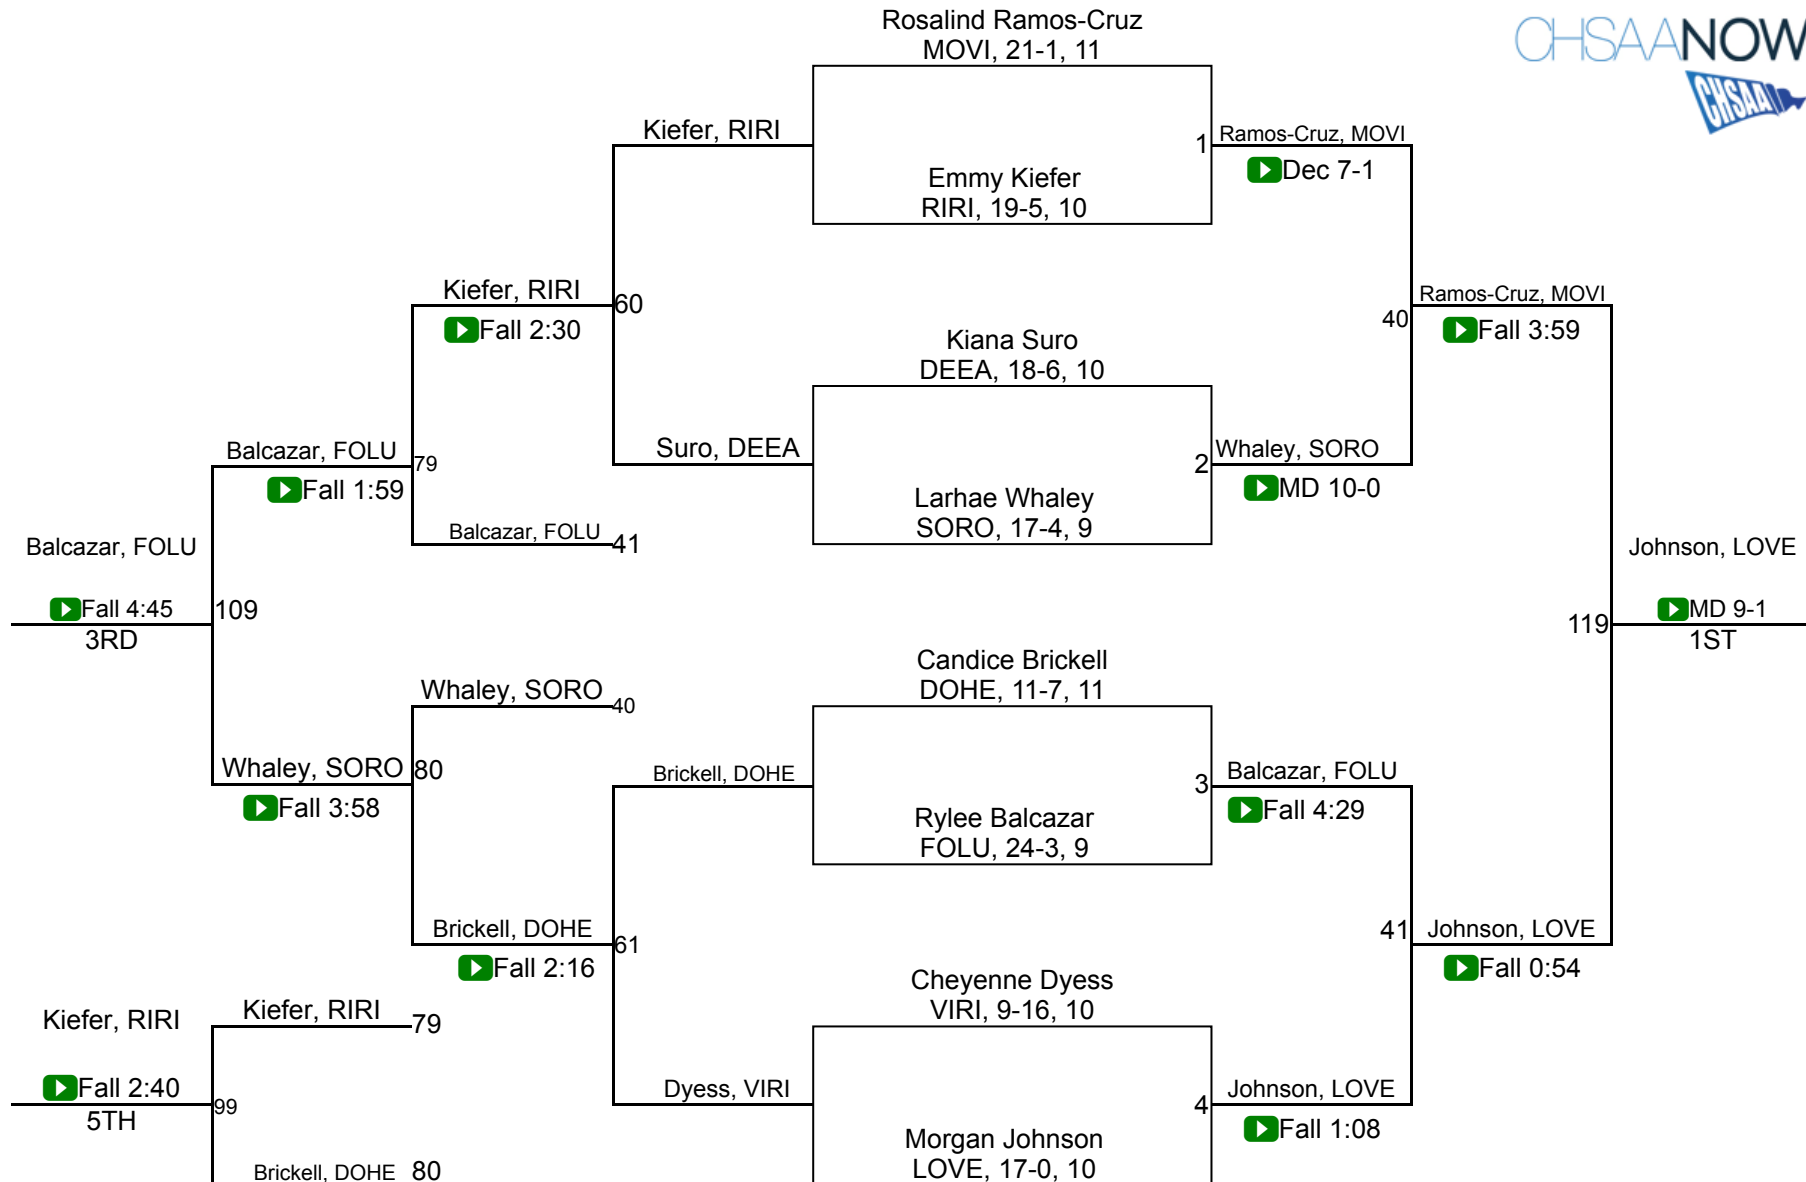 Rosalind Ramos-Cruz
MOVI, 21-1, 11
CHSAANOW
CHSAA
Kiefer, RIRI
1
Ramos-Cruz, MOVI
Dec 7-1
Emmy Kiefer
RIRI, 19-5, 10
Kiefer, RIRI
60
Fall 2:30
Ramos-Cruz, MOVI
40
Fall 3:59
Kiana Suro
DEEA, 18-6, 10
Balcazar, FOLU
79
Fall 1:59
Suro, DEEA
2
Whaley, SORO
MD 10-0
Larhae Whaley
SORO, 17-4, 9
Balcazar, FOLU
41
Balcazar, FOLU
Fall 4:45
109
3RD
Johnson, LOVE
119
MD 9-1
1ST
Candice Brickell
DOHE, 11-7, 11
Whaley, SORO
40
Whaley, SORO
80
Fall 3:58
Brickell, DOHE
3
Balcazar, FOLU
Fall 4:29
Rylee Balcazar
FOLU, 24-3, 9
Brickell, DOHE
61
Fall 2:16
41
Johnson, LOVE
Fall 0:54
Cheyenne Dyess
VIRI, 9-16, 10
Kiefer, RIRI
Kiefer, RIRI
79
Fall 2:40
99
5TH
Dyess, VIRI
4
Johnson, LOVE
Fall 1:08
Morgan Johnson
LOVE, 17-0, 10
Brickell, DOHE
80